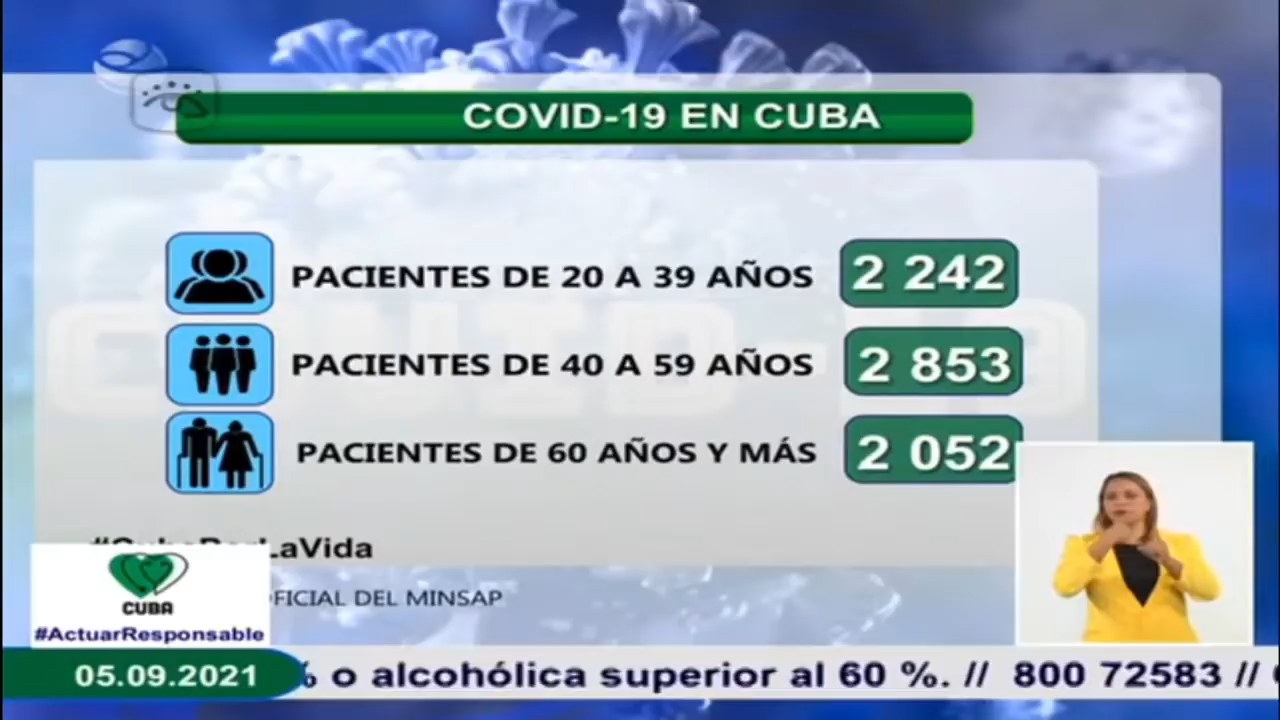 COVID-19 EN CUBA
PACIENTES DE 20 A 39 AÑOS 2 242
PACIENTES DE 40 A 59 AÑOS 2 853
PACIENTES DE 60 AÑOS Y MÁS 2 052
LaVida
CUBA
FICIAL DEL MINSAP
#ActuarResponsable
05.09.2021 % o alcohólica superior al 60 %. // 800 72583 //